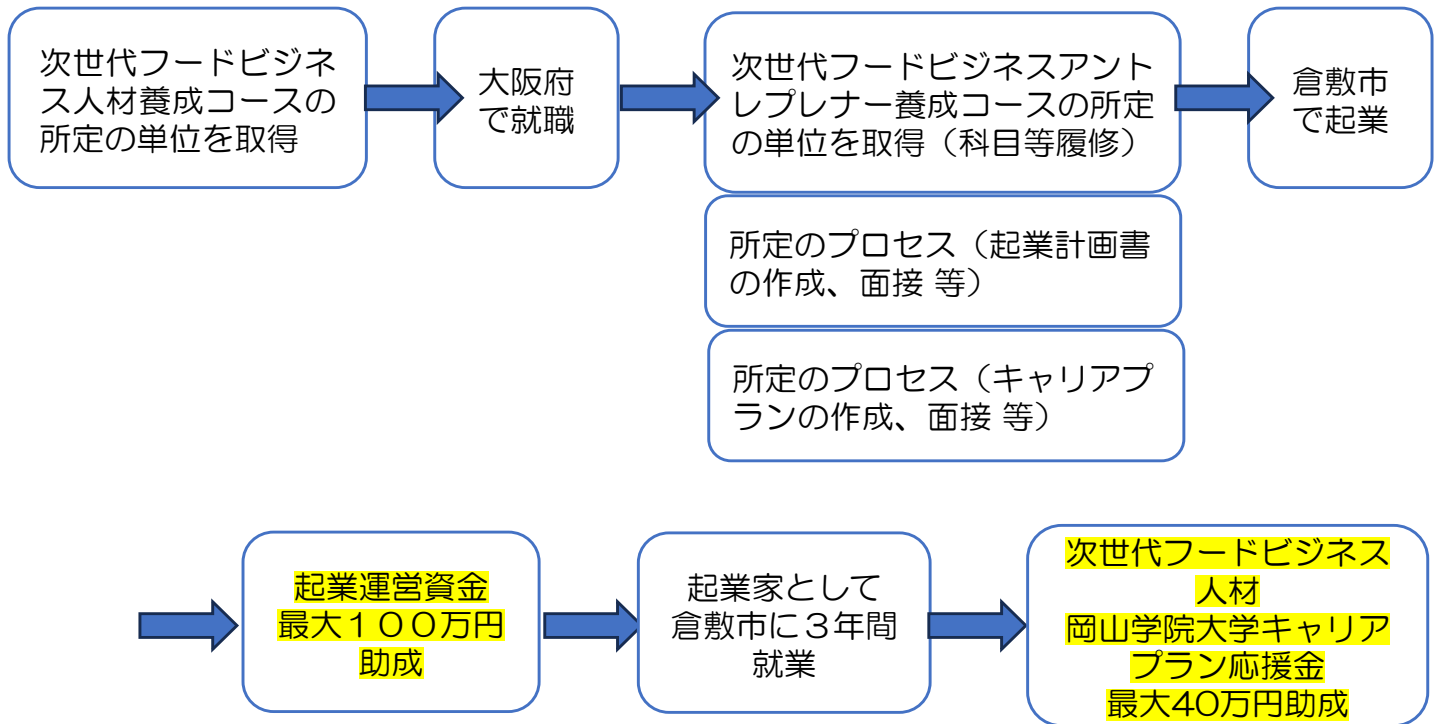 次世代フードビジネ
ス人材養成コースの
所定の単位を取得
大阪府
で就職
次世代フードビジネスアント
レプレナー養成コースの所定
の単位を取得（科目等履修）
倉敷市
で起業
所定のプロセス（起業計画書
の作成、面接 等）
所定のプロセス（キャリアプ
ランの作成、面接 等）
起業運営資金
最大１００万円
助成
起業家として
倉敷市に３年間
就業
次世代フードビジネス
人材
岡山学院大学キャリア
プラン応援金
最大40万円助成